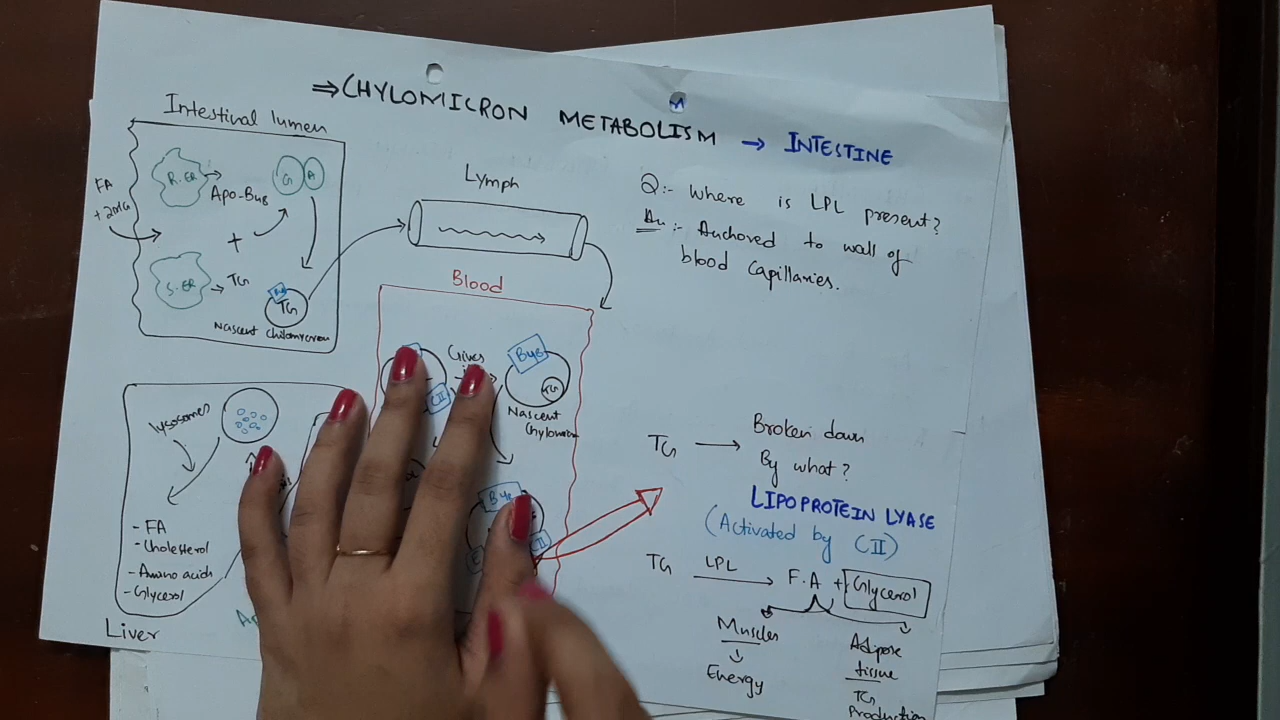 ⇒ CHYLOMICRON METABOLISM → INTESTINE
Intestinal lumen
R-ER
Apo-B48
G A
FA
+ 2MG
+
S-ER
TG
TG
Nascent Chilomycron
Lymph
Q:- Where is LPL present?
An:- Anchored to wall of
blood capillaries.
Blood
Gives
CII
B48
TG
Nascent
B48
CII
lysosomes
- FA
- Cholesterol
- Amino acids
- Glycerol
Liver
TG → Broken down
By what?
LIPOPROTEIN LYASE
(Activated by CII)
TG LPL → F.A + Glycerol
Muscles
Energy
Adipose
tissue
TG
Production